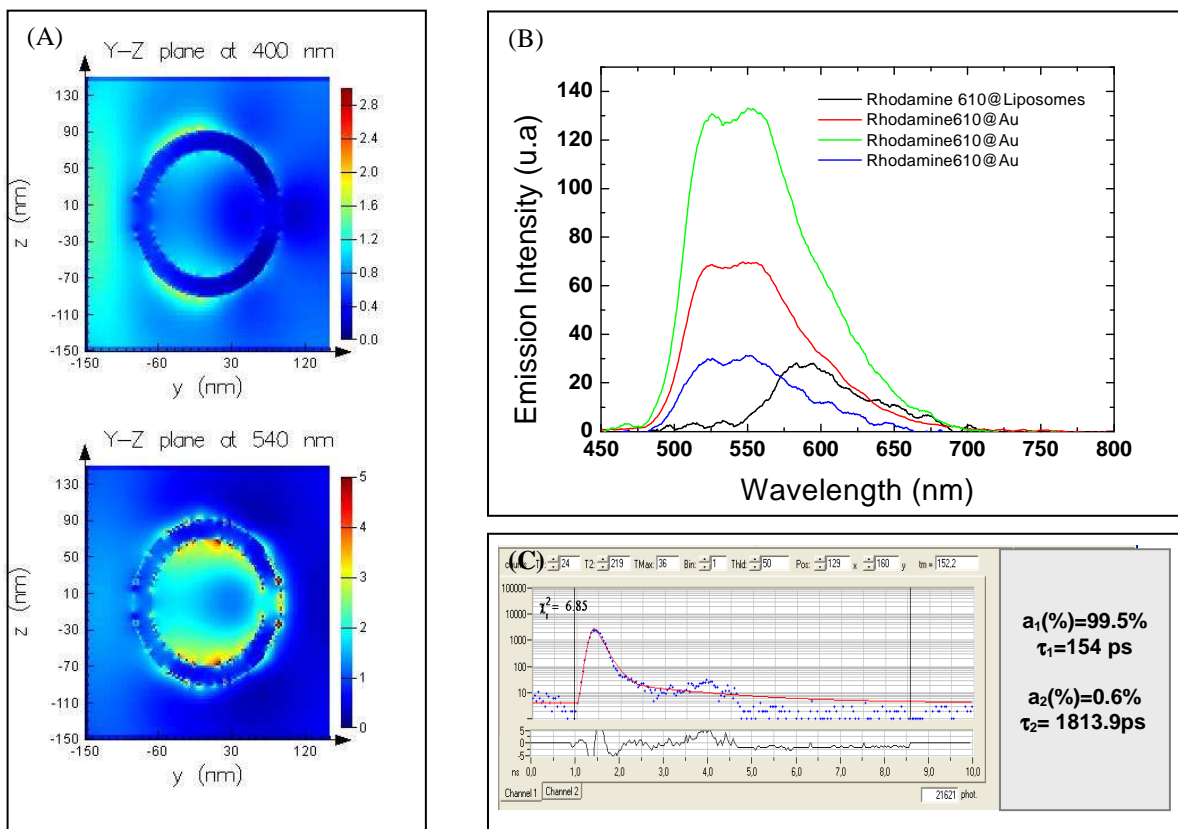 (A)
Y-Z plane at 400 nm
130
90
50
10
-30
-70
-110
-150
z (nm)
-150 -60 30 120
y (nm)
2.8
2.4
2.0
1.6
1.2
0.8
0.4
0.0
Y-Z plane at 540 nm
130
90
50
10
-30
-70
-110
-150
z (nm)
-150 -60 30 120
y (nm)
5
4
3
2
1
0
(B)
Emission Intensity (u.a)
140
120
100
80
60
40
20
0
Rhodamine 610@Liposomes
Rhodamine610@Au
Rhodamine610@Au
Rhodamine610@Au
450 500 550 600 650 700 750 800
Wavelength (nm)
(C)
24 T2: 219 TMax: 36 Bin: 1 Thld: 50 Pos: 129 x 160 y tm = 152,2
100000
10000
1000
100
10
χr²= 6.85
5
0
-5
ns 0,0 1,0 2,0 3,0 4,0 5,0 6,0 7,0 8,0 9,0 10,0
Channel 1 Channel 2
21621 phot.
a1(%)=99.5%
τ1=154 ps
a2(%)=0.6%
τ2= 1813.9ps